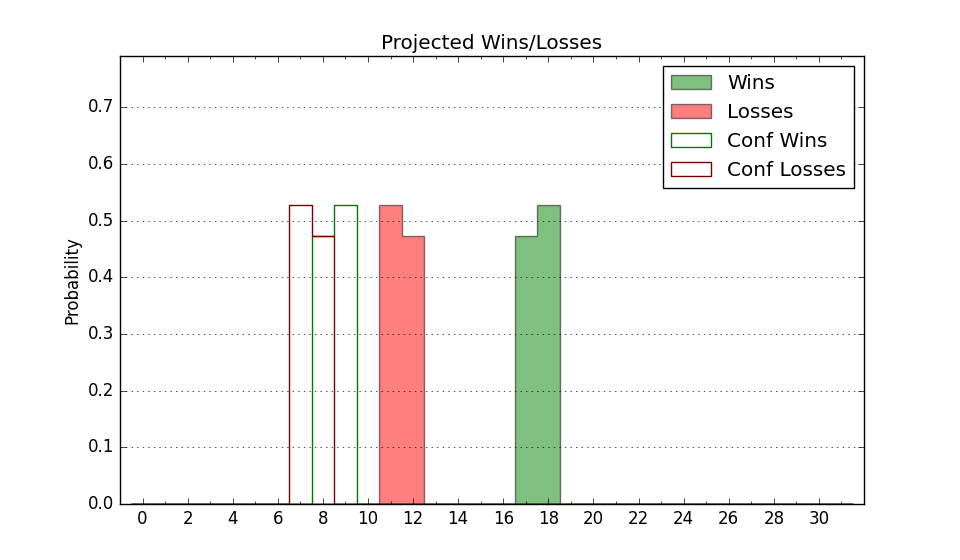 Projected Wins/Losses
Wins
Losses
Conf Wins
Conf Losses
Probability
0.7
0.6
0.5
0.4
0.3
0.2
0.1
0.0
0 2 4 6 8 10 12 14 16 18 20 22 24 26 28 30